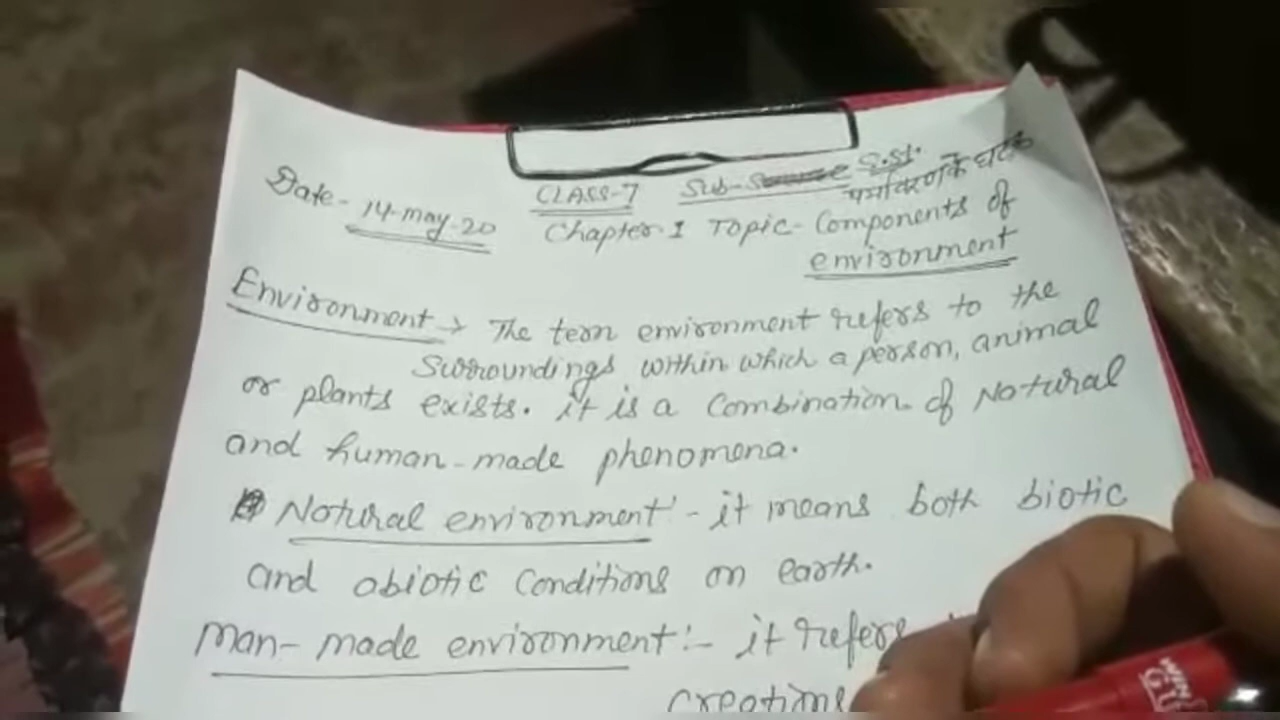 Date- 14-may-20 CLASS-7 Sub- S.St.
पर्यावरण के घटक
Chapter-1 Topic- Components of
environment
Environment → The term environment refers to the
surroundings within which a person, animal
or plants exists. it is a combination of Natural
and human-made phenomena.
Natural environment - it means both biotic
and abiotic conditions on earth.
Man-made environment :- it refers
creations
WIN